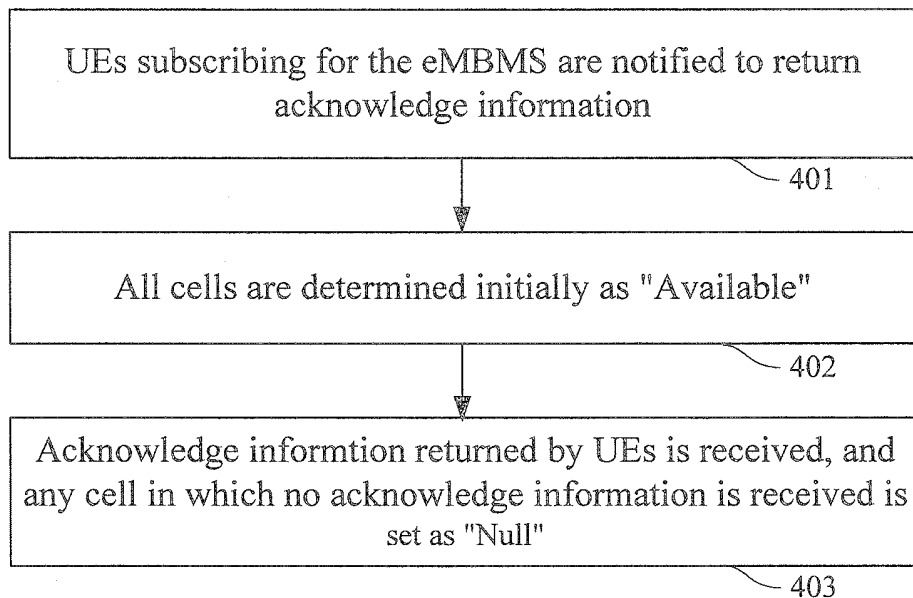 UEs subscribing for the eMBMS are notified to return
acknowledge information
401
All cells are determined initially as "Available"
402
Acknowledge informtion returned by UEs is received, and
any cell in which no acknowledge information is received is
set as "Null"
403